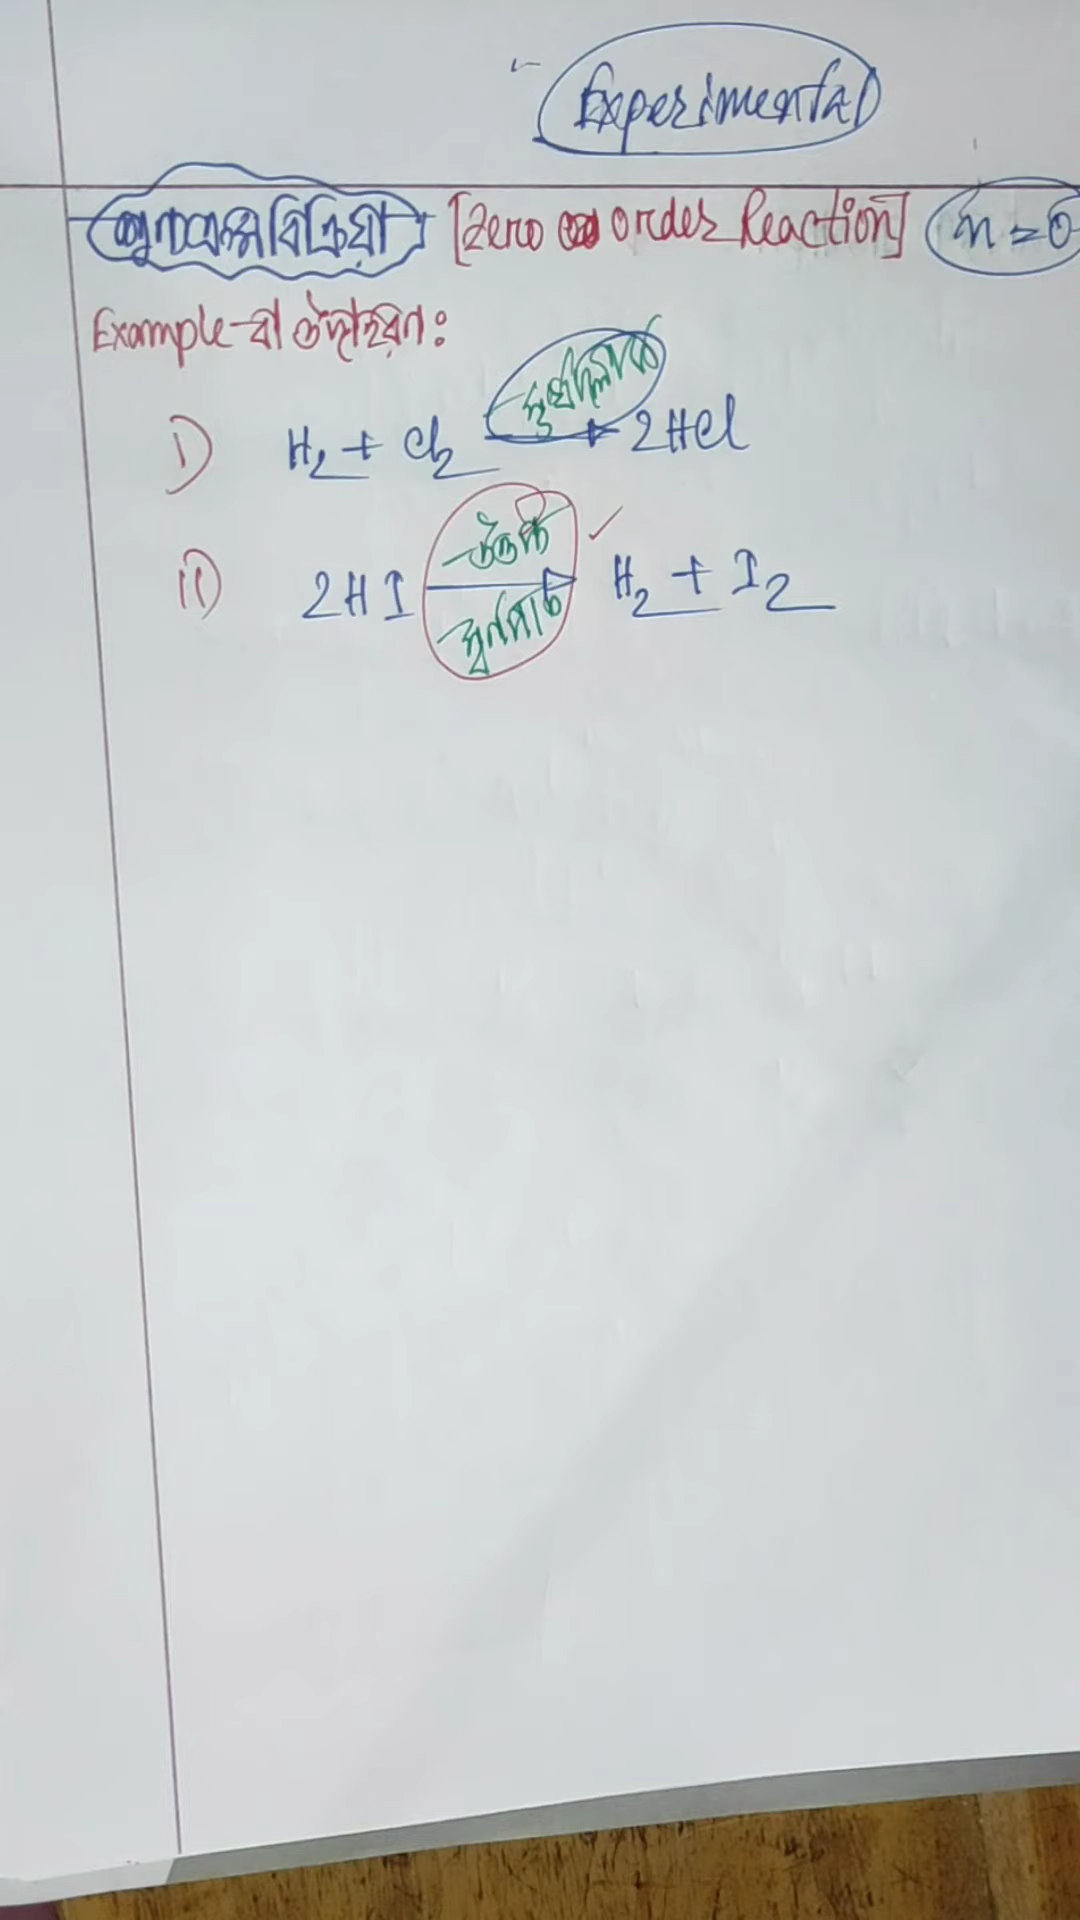 Experimental
শূন্যক্রম বিক্রিয়া [Zero order Reaction] n = 0
Example বা উদাহরণ :
i) H₂ + Cl₂ সূর্যালোক → 2HCl
ii) 2HI উত্তপ্ত → স্বর্ণপাত H₂ + I₂